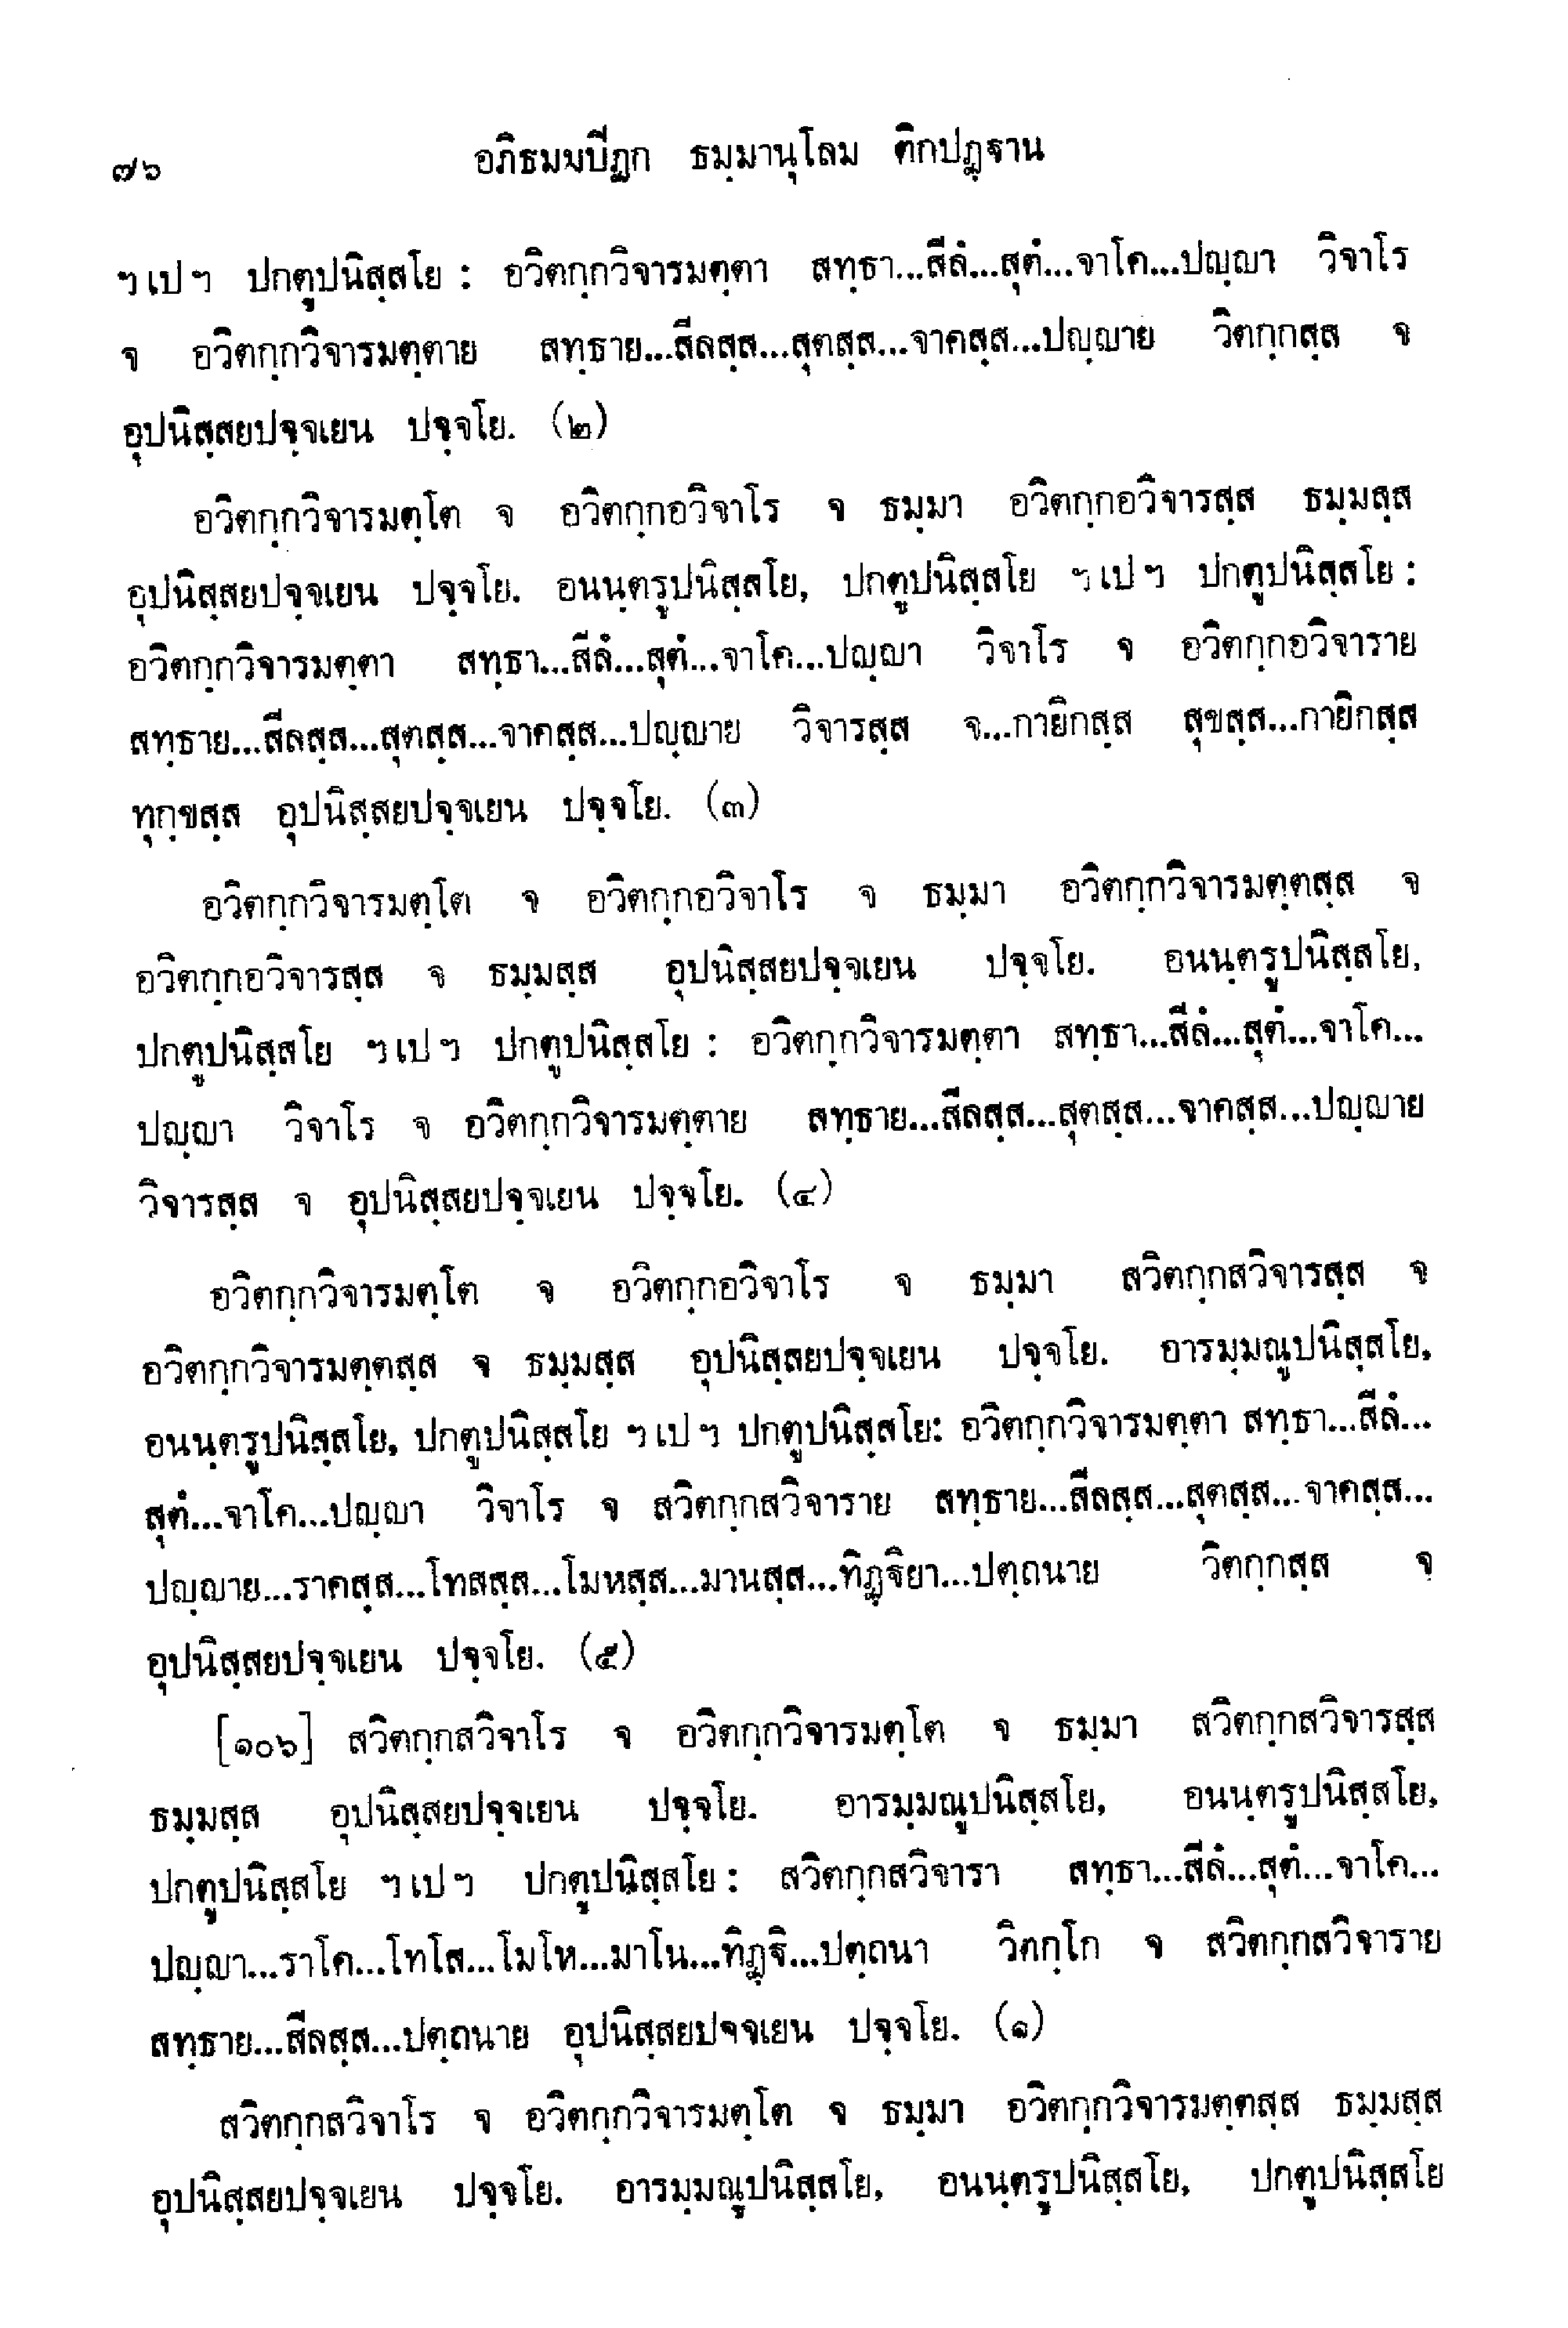 ๗๖ อภิธมฺมปิฏก ธมฺมานุโลม ติกปฏฺฐาน
ฯเปฯ ปกตูปนิสฺสโย : อวิตกฺกวิจารมตฺตา สทฺธา...สีลํ...สุตํ...จาโค...ปญฺญา วิจาโร
จ อวิตกฺกวิจารมตฺตาย สทฺธาย...สีลสฺส...สุตสฺส...จาคสฺส...ปญฺญาย วิตกฺกสฺส จ
อุปนิสฺสยปจฺจเยน ปจฺจโย. (๒)
อวิตกฺกวิจารมตฺโต จ อวิตกฺกอวิจาโร จ ธมฺมา อวิตกฺกอวิจารสฺส ธมฺมสฺส
อุปนิสฺสยปจฺจเยน ปจฺจโย. อนนฺตรูปนิสฺสโย, ปกตูปนิสฺสโย ฯเปฯ ปกตูปนิสฺสโย :
อวิตกฺกวิจารมตฺตา สทฺธา...สีลํ...สุตํ...จาโค...ปญฺญา วิจาโร จ อวิตกฺกอวิจาราย
สทฺธาย...สีลสฺส...สุตสฺส...จาคสฺส...ปญฺญาย วิจารสฺส จ...กายิกสฺส สุขสฺส...กายิกสฺส
ทุกฺขสฺส อุปนิสฺสยปจฺจเยน ปจฺจโย. (๓)
อวิตกฺกวิจารมตฺโต จ อวิตกฺกอวิจาโร จ ธมฺมา อวิตกฺกวิจารมตฺตสฺส จ
อวิตกฺกอวิจารสฺส จ ธมฺมสฺส อุปนิสฺสยปจฺจเยน ปจฺจโย. อนนฺตรูปนิสฺสโย,
ปกตูปนิสฺสโย ฯเปฯ ปกตูปนิสฺสโย : อวิตกฺกวิจารมตฺตา สทฺธา...สีลํ...สุตํ...จาโค...
ปญฺญา วิจาโร จ อวิตกฺกวิจารมตฺตาย สทฺธาย...สีลสฺส...สุตสฺส...จาคสฺส...ปญฺญาย
วิจารสฺส จ อุปนิสฺสยปจฺจเยน ปจฺจโย. (๔)
อวิตกฺกวิจารมตฺโต จ อวิตกฺกอวิจาโร จ ธมฺมา สวิตกฺกสวิจารสฺส จ
อวิตกฺกวิจารมตฺตสฺส จ ธมฺมสฺส อุปนิสฺสยปจฺจเยน ปจฺจโย. อารมฺมณูปนิสฺสโย,
อนนฺตรูปนิสฺสโย, ปกตูปนิสฺสโย ฯเปฯ ปกตูปนิสฺสโย: อวิตกฺกวิจารมตฺตา สทฺธา...สีลํ...
สุตํ...จาโค...ปญฺญา วิจาโร จ สวิตกฺกสวิจาราย สทฺธาย...สีลสฺส...สุตสฺส...จาคสฺส...
ปญฺญาย...ราคสฺส...โทสสฺส...โมหสฺส...มานสฺส...ทิฏฺฐิยา...ปตฺถนาย วิตกฺกสฺส จ
อุปนิสฺสยปจฺจเยน ปจฺจโย. (๕)
[๑๐๖] สวิตกฺกสวิจาโร จ อวิตกฺกวิจารมตฺโต จ ธมฺมา สวิตกฺกสวิจารสฺส
ธมฺมสฺส อุปนิสฺสยปจฺจเยน ปจฺจโย. อารมฺมณูปนิสฺสโย, อนนฺตรูปนิสฺสโย,
ปกตูปนิสฺสโย ฯเปฯ ปกตูปนิสฺสโย : สวิตกฺกสวิจารา สทฺธา...สีลํ...สุตํ...จาโค...
ปญฺญา...ราโค...โทโส...โมโห...มาโน...ทิฏฺฐิ...ปตฺถนา วิตกฺโก จ สวิตกฺกสวิจาราย
สทฺธาย...สีลสฺส...ปตฺถนาย อุปนิสฺสยปจฺจเยน ปจฺจโย. (๑)
สวิตกฺกสวิจาโร จ อวิตกฺกวิจารมตฺโต จ ธมฺมา อวิตกฺกวิจารมตฺตสฺส ธมฺมสฺส
อุปนิสฺสยปจฺจเยน ปจฺจโย. อารมฺมณูปนิสฺสโย, อนนฺตรูปนิสฺสโย, ปกตูปนิสฺสโย